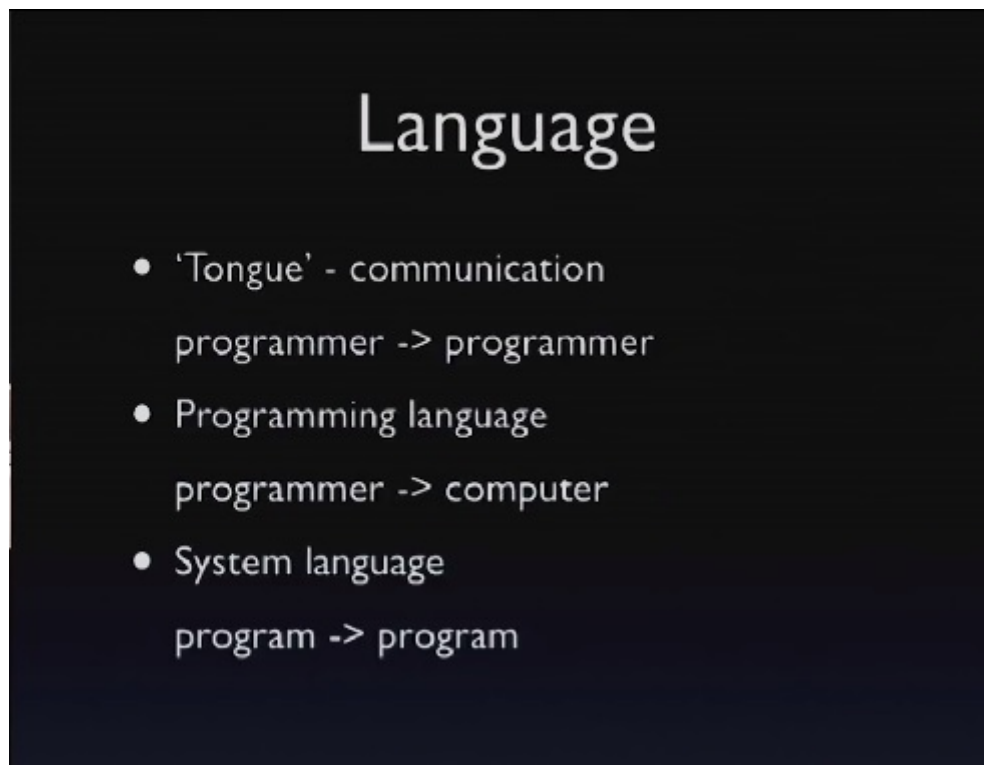 Language
• ‘Tongue’ - communication
programmer -> programmer
• Programming language
programmer -> computer
• System language
program -> program